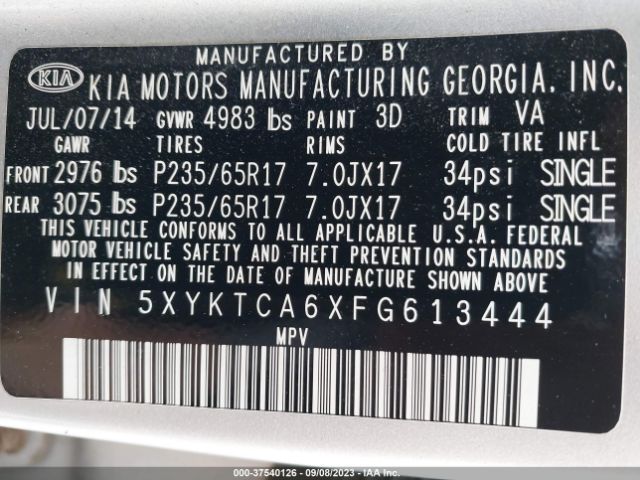 MANUFACTURED BY
KIA KIA MOTORS MANUFACTURING GEORGIA, INC.
JUL/07/14 GVWR 4983 lbs PAINT 3D TRIM VA
GAWR TIRES RIMS COLD TIRE INFL
FRONT 2976 lbs P235/65R17 7.0JX17 34psi SINGLE
REAR 3075 lbs P235/65R17 7.0JX17 34psi SINGLE
THIS VEHICLE CONFORMS TO ALL APPLICABLE U.S.A. FEDERAL
MOTOR VEHICLE SAFETY AND THEFT PREVENTION STANDARDS
IN EFFECT ON THE DATE OF MANUFACTURE SHOWN ABOVE
VIN 5XYKTCA6XFG613444
MPV
000-37540126 - 09/08/2023 - IAA Inc.